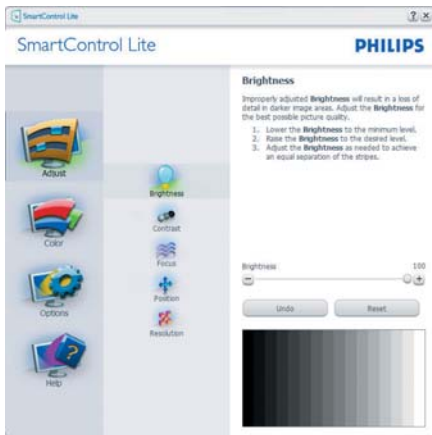 SmartControl Lite
? x
SmartControl Lite
PHILIPS
Adjust
Color
Options
Help
Brightness
Contrast
Focus
Position
Resolution
Brightness
Improperly adjusted Brightness will result in a loss of
detail in darker image areas. Adjust the Brightness for
the best possible picture quality.
1. Lower the Brightness to the minimum level.
2. Raise the Brightness to the desired level.
3. Adjust the Brightness as needed to achieve
an equal separation of the stripes.
Brightness 100
Undo Reset